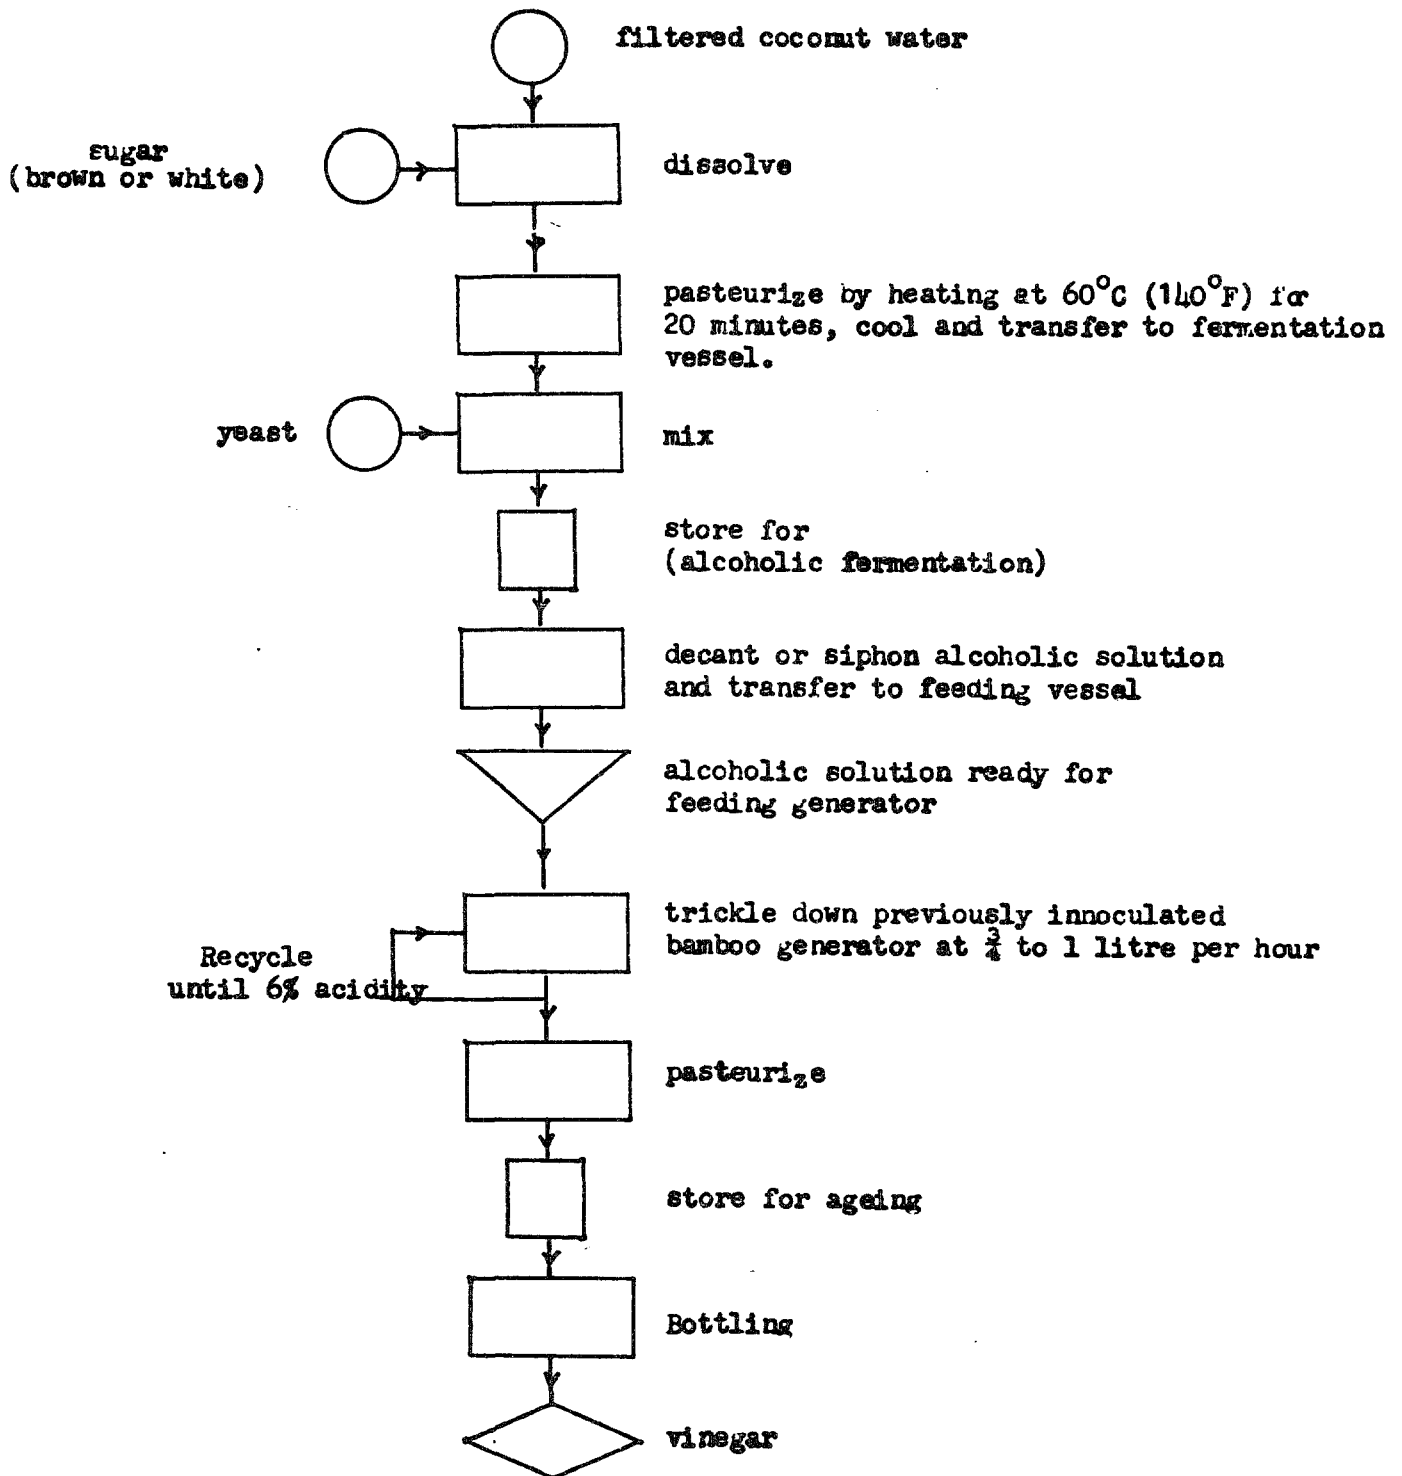 filtered coconut water
sugar
(brown or white)
dissolve
pasteurize by heating at 60°C (140°F) for
20 minutes, cool and transfer to fermentation
vessel.
yeast
mix
store for
(alcoholic fermentation)
decant or siphon alcoholic solution
and transfer to feeding vessel
alcoholic solution ready for
feeding generator
trickle down previously innoculated
bamboo generator at ¾ to 1 litre per hour
Recycle
until 6% acidity
pasteurize
store for ageing
Bottling
vinegar